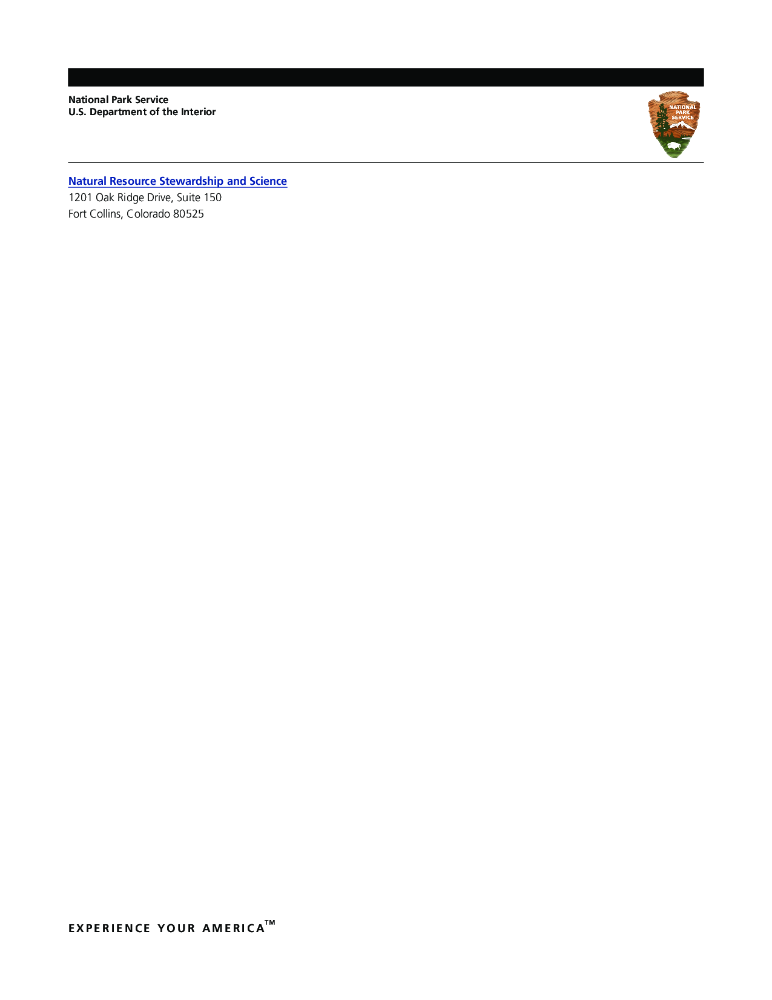 National Park Service
U.S. Department of the Interior
NATIONAL
PARK
SERVICE
Natural Resource Stewardship and Science
1201 Oak Ridge Drive, Suite 150
Fort Collins, Colorado 80525
EXPERIENCE YOUR AMERICA™